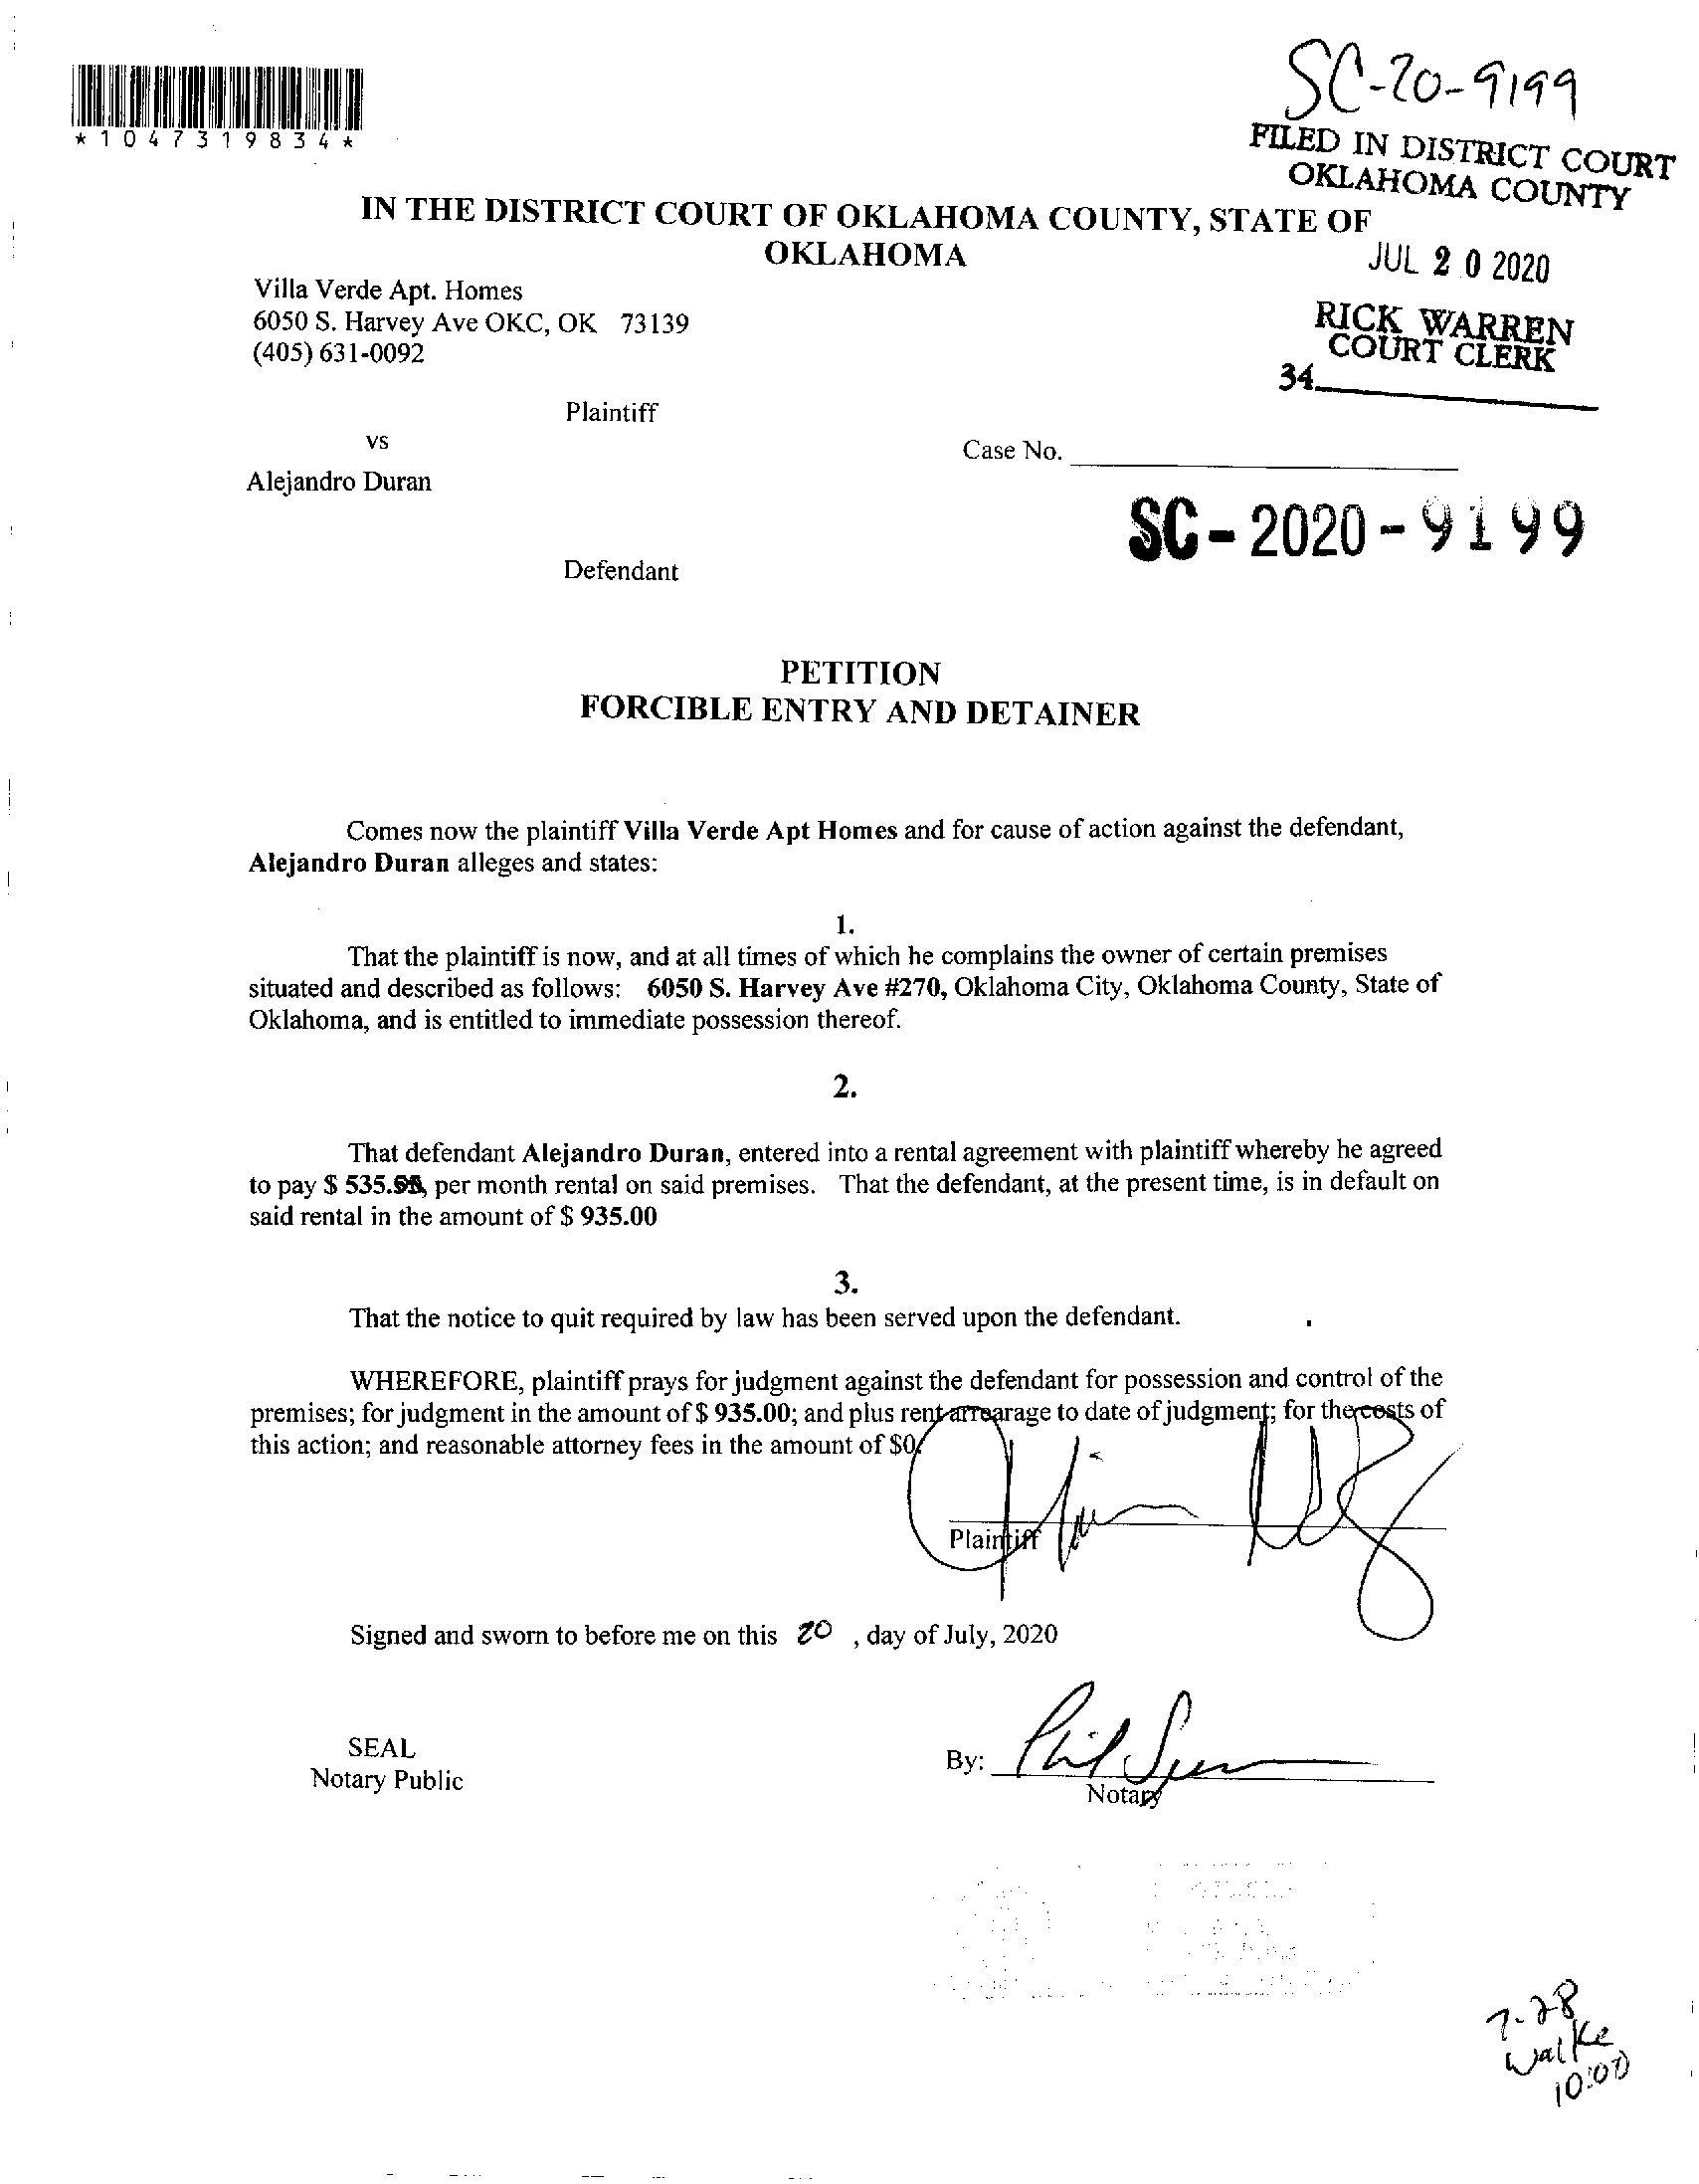 SC-20-9199
*1047319834*
FILED IN DISTRICT COURT
OKLAHOMA COUNTY
IN THE DISTRICT COURT OF OKLAHOMA COUNTY, STATE OF
OKLAHOMA
JUL 20 2020
Villa Verde Apt. Homes
6050 S. Harvey Ave OKC, OK 73139
(405) 631-0092
RICK WARREN
COURT CLERK
34
Plaintiff
vs
Case No.
Alejandro Duran
SC-2020-9199
Defendant
PETITION
FORCIBLE ENTRY AND DETAINER
Comes now the plaintiff Villa Verde Apt Homes and for cause of action against the defendant,
Alejandro Duran alleges and states:
1.
That the plaintiff is now, and at all times of which he complains the owner of certain premises
situated and described as follows: 6050 S. Harvey Ave #270, Oklahoma City, Oklahoma County, State of
Oklahoma, and is entitled to immediate possession thereof.
2.
That defendant Alejandro Duran, entered into a rental agreement with plaintiff whereby he agreed
to pay $ 535. per month rental on said premises. That the defendant, at the present time, is in default on
said rental in the amount of $ 935.00
3.
That the notice to quit required by law has been served upon the defendant.
WHEREFORE, plaintiff prays for judgment against the defendant for possession and control of the
premises; for judgment in the amount of $ 935.00; and plus rent arrearage to date of judgment; for the costs of
this action; and reasonable attorney fees in the amount of $0
Plaintiff
Signed and sworn to before me on this 20 , day of July, 2020
SEAL
Notary Public
By:
Notary
7-28
Walke
10:00